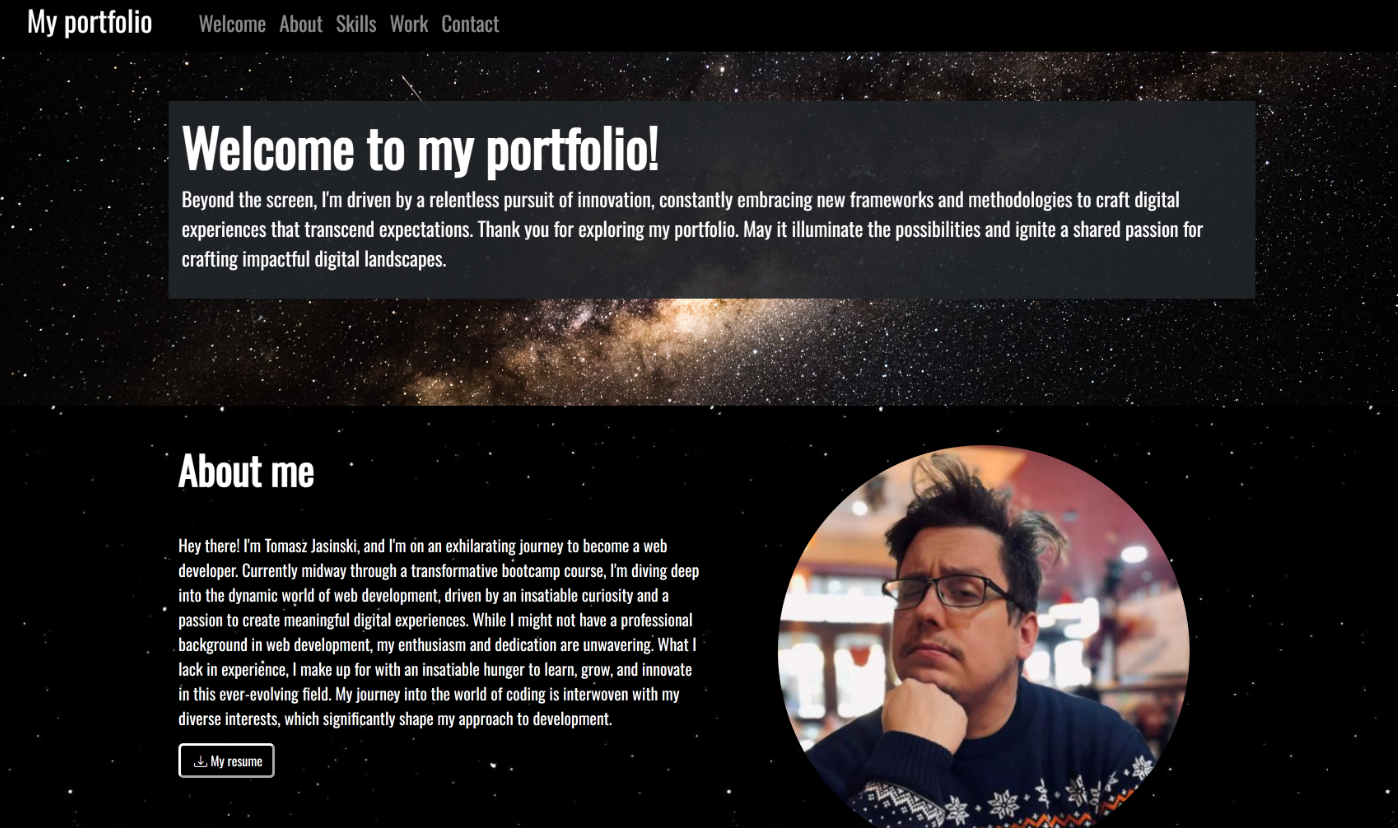 My portfolio
Welcome About Skills Work Contact
Welcome to my portfolio!
Beyond the screen, I'm driven by a relentless pursuit of innovation, constantly embracing new frameworks and methodologies to craft digital
experiences that transcend expectations. Thank you for exploring my portfolio. May it illuminate the possibilities and ignite a shared passion for
crafting impactful digital landscapes.
About me
Hey there! I'm Tomasz Jasinski, and I'm on an exhilarating journey to become a web
developer. Currently midway through a transformative bootcamp course, I'm diving deep
into the dynamic world of web development, driven by an insatiable curiosity and a
passion to create meaningful digital experiences. While I might not have a professional
background in web development, my enthusiasm and dedication are unwavering. What I
lack in experience, I make up for with an insatiable hunger to learn, grow, and innovate
in this ever-evolving field. My journey into the world of coding is interwoven with my
diverse interests, which significantly shape my approach to development.
My resume